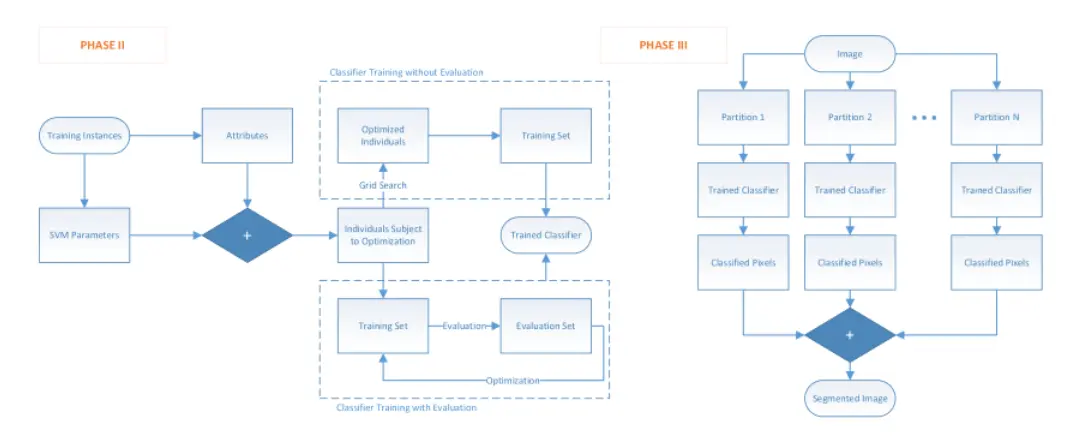 PHASE II
Classifier Training without Evaluation
Training Instances
Attributes
Optimized
Individuals
Training Set
Grid Search
SVM Parameters
+
Individuals Subject
to Optimization
Trained Classifier
Training Set
Evaluation
Evaluation Set
Optimization
Classifier Training with Evaluation
PHASE III
Image
Partition 1
Partition 2
Partition N
Trained Classifier
Trained Classifier
Trained Classifier
Classified Pixels
Classified Pixels
Classified Pixels
+
Segmented Image